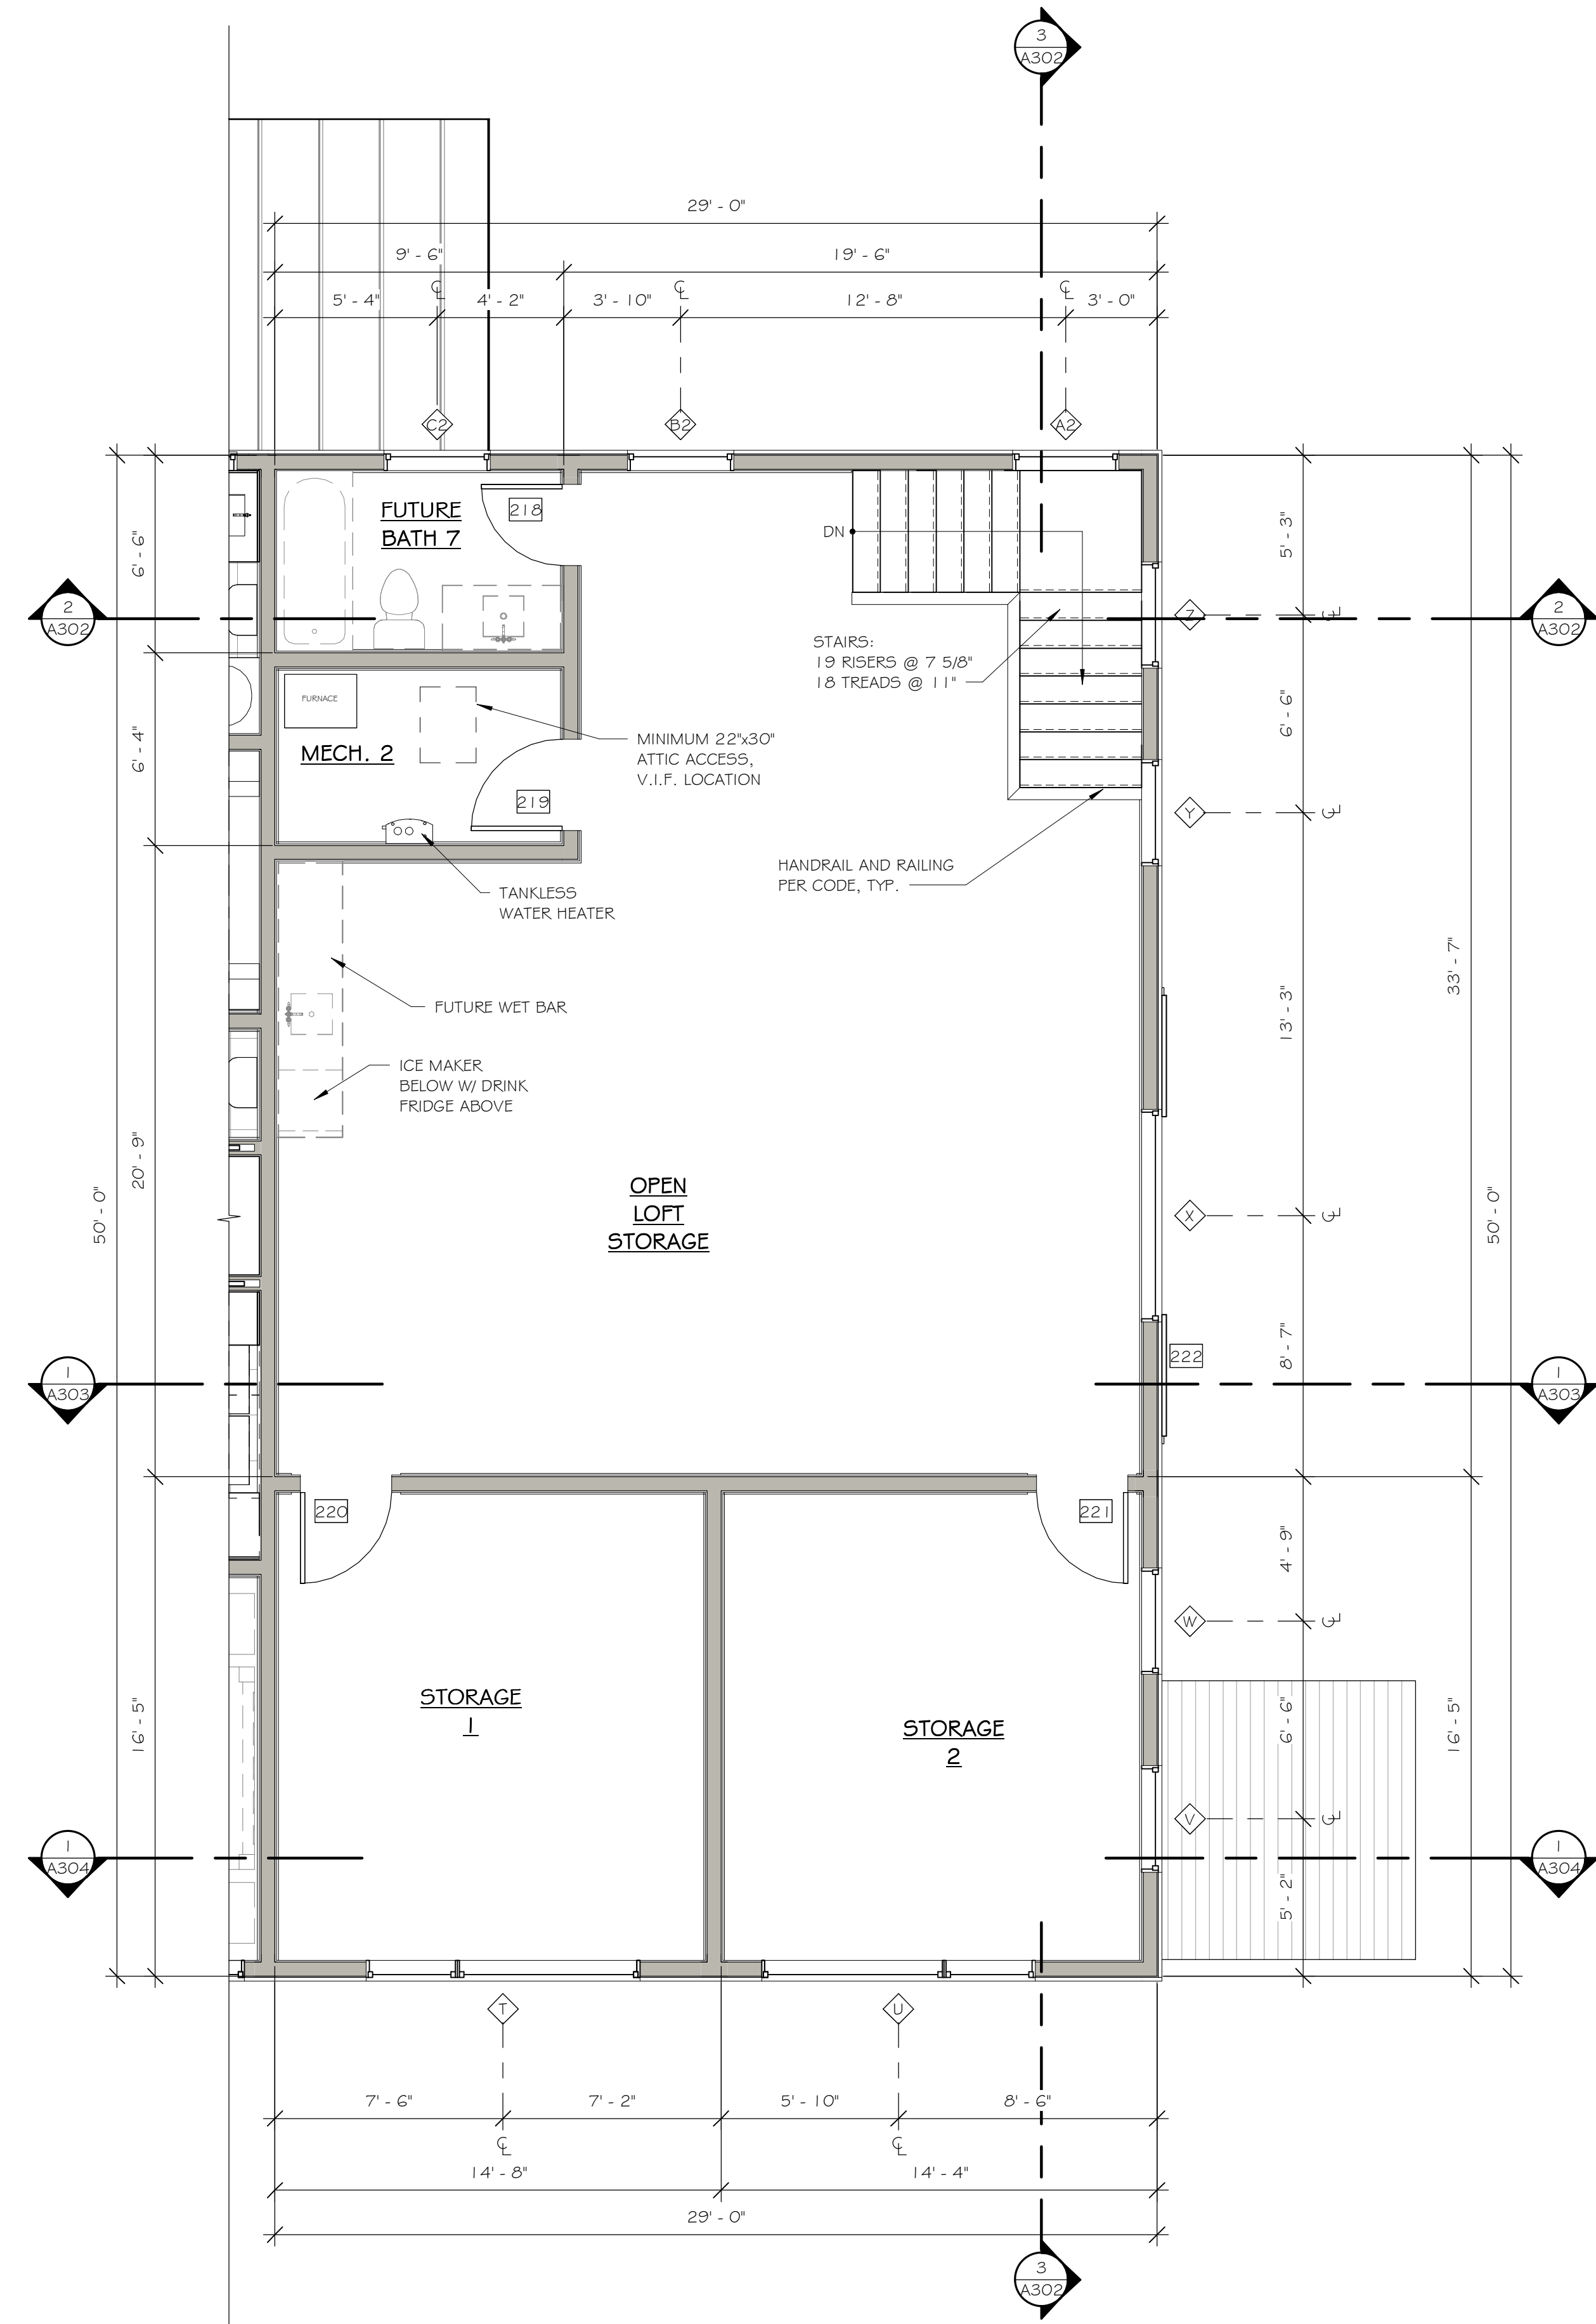 3
A302
29' - 0"
9' - 6"
19' - 6"
5' - 4"
4' - 2"
3' - 10"
12' - 8"
3' - 0"
C2
B2
A2
FUTURE
BATH 7
218
DN
6' - 6"
5' - 3"
2
A302
Z
2
A302
STAIRS:
19 RISERS @ 7 5/8"
18 TREADS @ 11"
FURNACE
MECH. 2
MINIMUM 22"x30"
ATTIC ACCESS,
V.I.F. LOCATION
6' - 4"
6' - 6"
219
Y
HANDRAIL AND RAILING
PER CODE, TYP.
TANKLESS
WATER HEATER
FUTURE WET BAR
ICE MAKER
BELOW W/ DRINK
FRIDGE ABOVE
13' - 3"
33' - 7"
20' - 9"
50' - 0"
50' - 0"
OPEN
LOFT
STORAGE
X
222
8' - 7"
1
A303
1
A303
220
221
4' - 9"
W
STORAGE
1
STORAGE
2
16' - 5"
6' - 6"
16' - 5"
V
1
A304
1
A304
5' - 2"
T
U
7' - 6"
7' - 2"
5' - 10"
8' - 6"
14' - 8"
14' - 4"
29' - 0"
3
A302